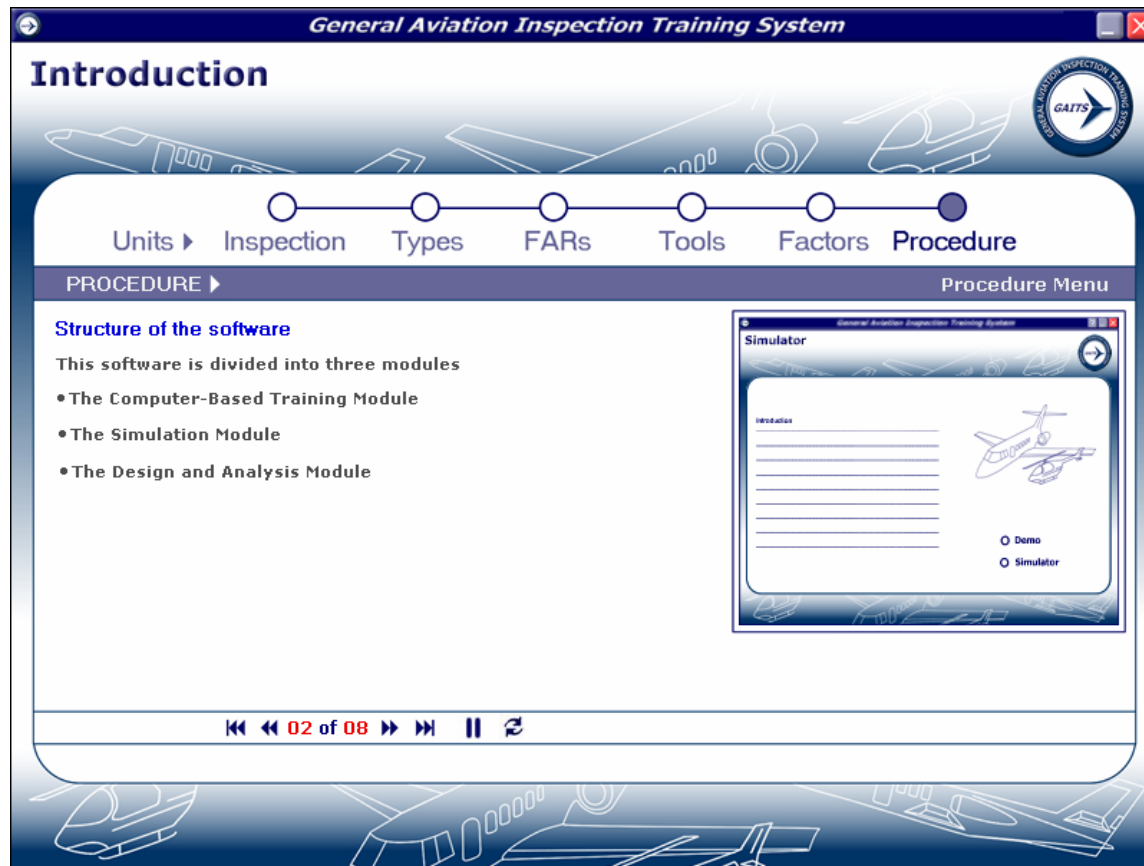 General Aviation Inspection Training System
Introduction
GENERAL AVIATION INSPECTION TRAINING SYSTEM
GAITS
Units Inspection Types FARs Tools Factors Procedure
PROCEDURE Procedure Menu
Structure of the software
This software is divided into three modules
•The Computer-Based Training Module
•The Simulation Module
•The Design and Analysis Module
General Aviation Inspection Training System
Simulator
GAITS
Introduction
Demo
Simulator
02 of 08